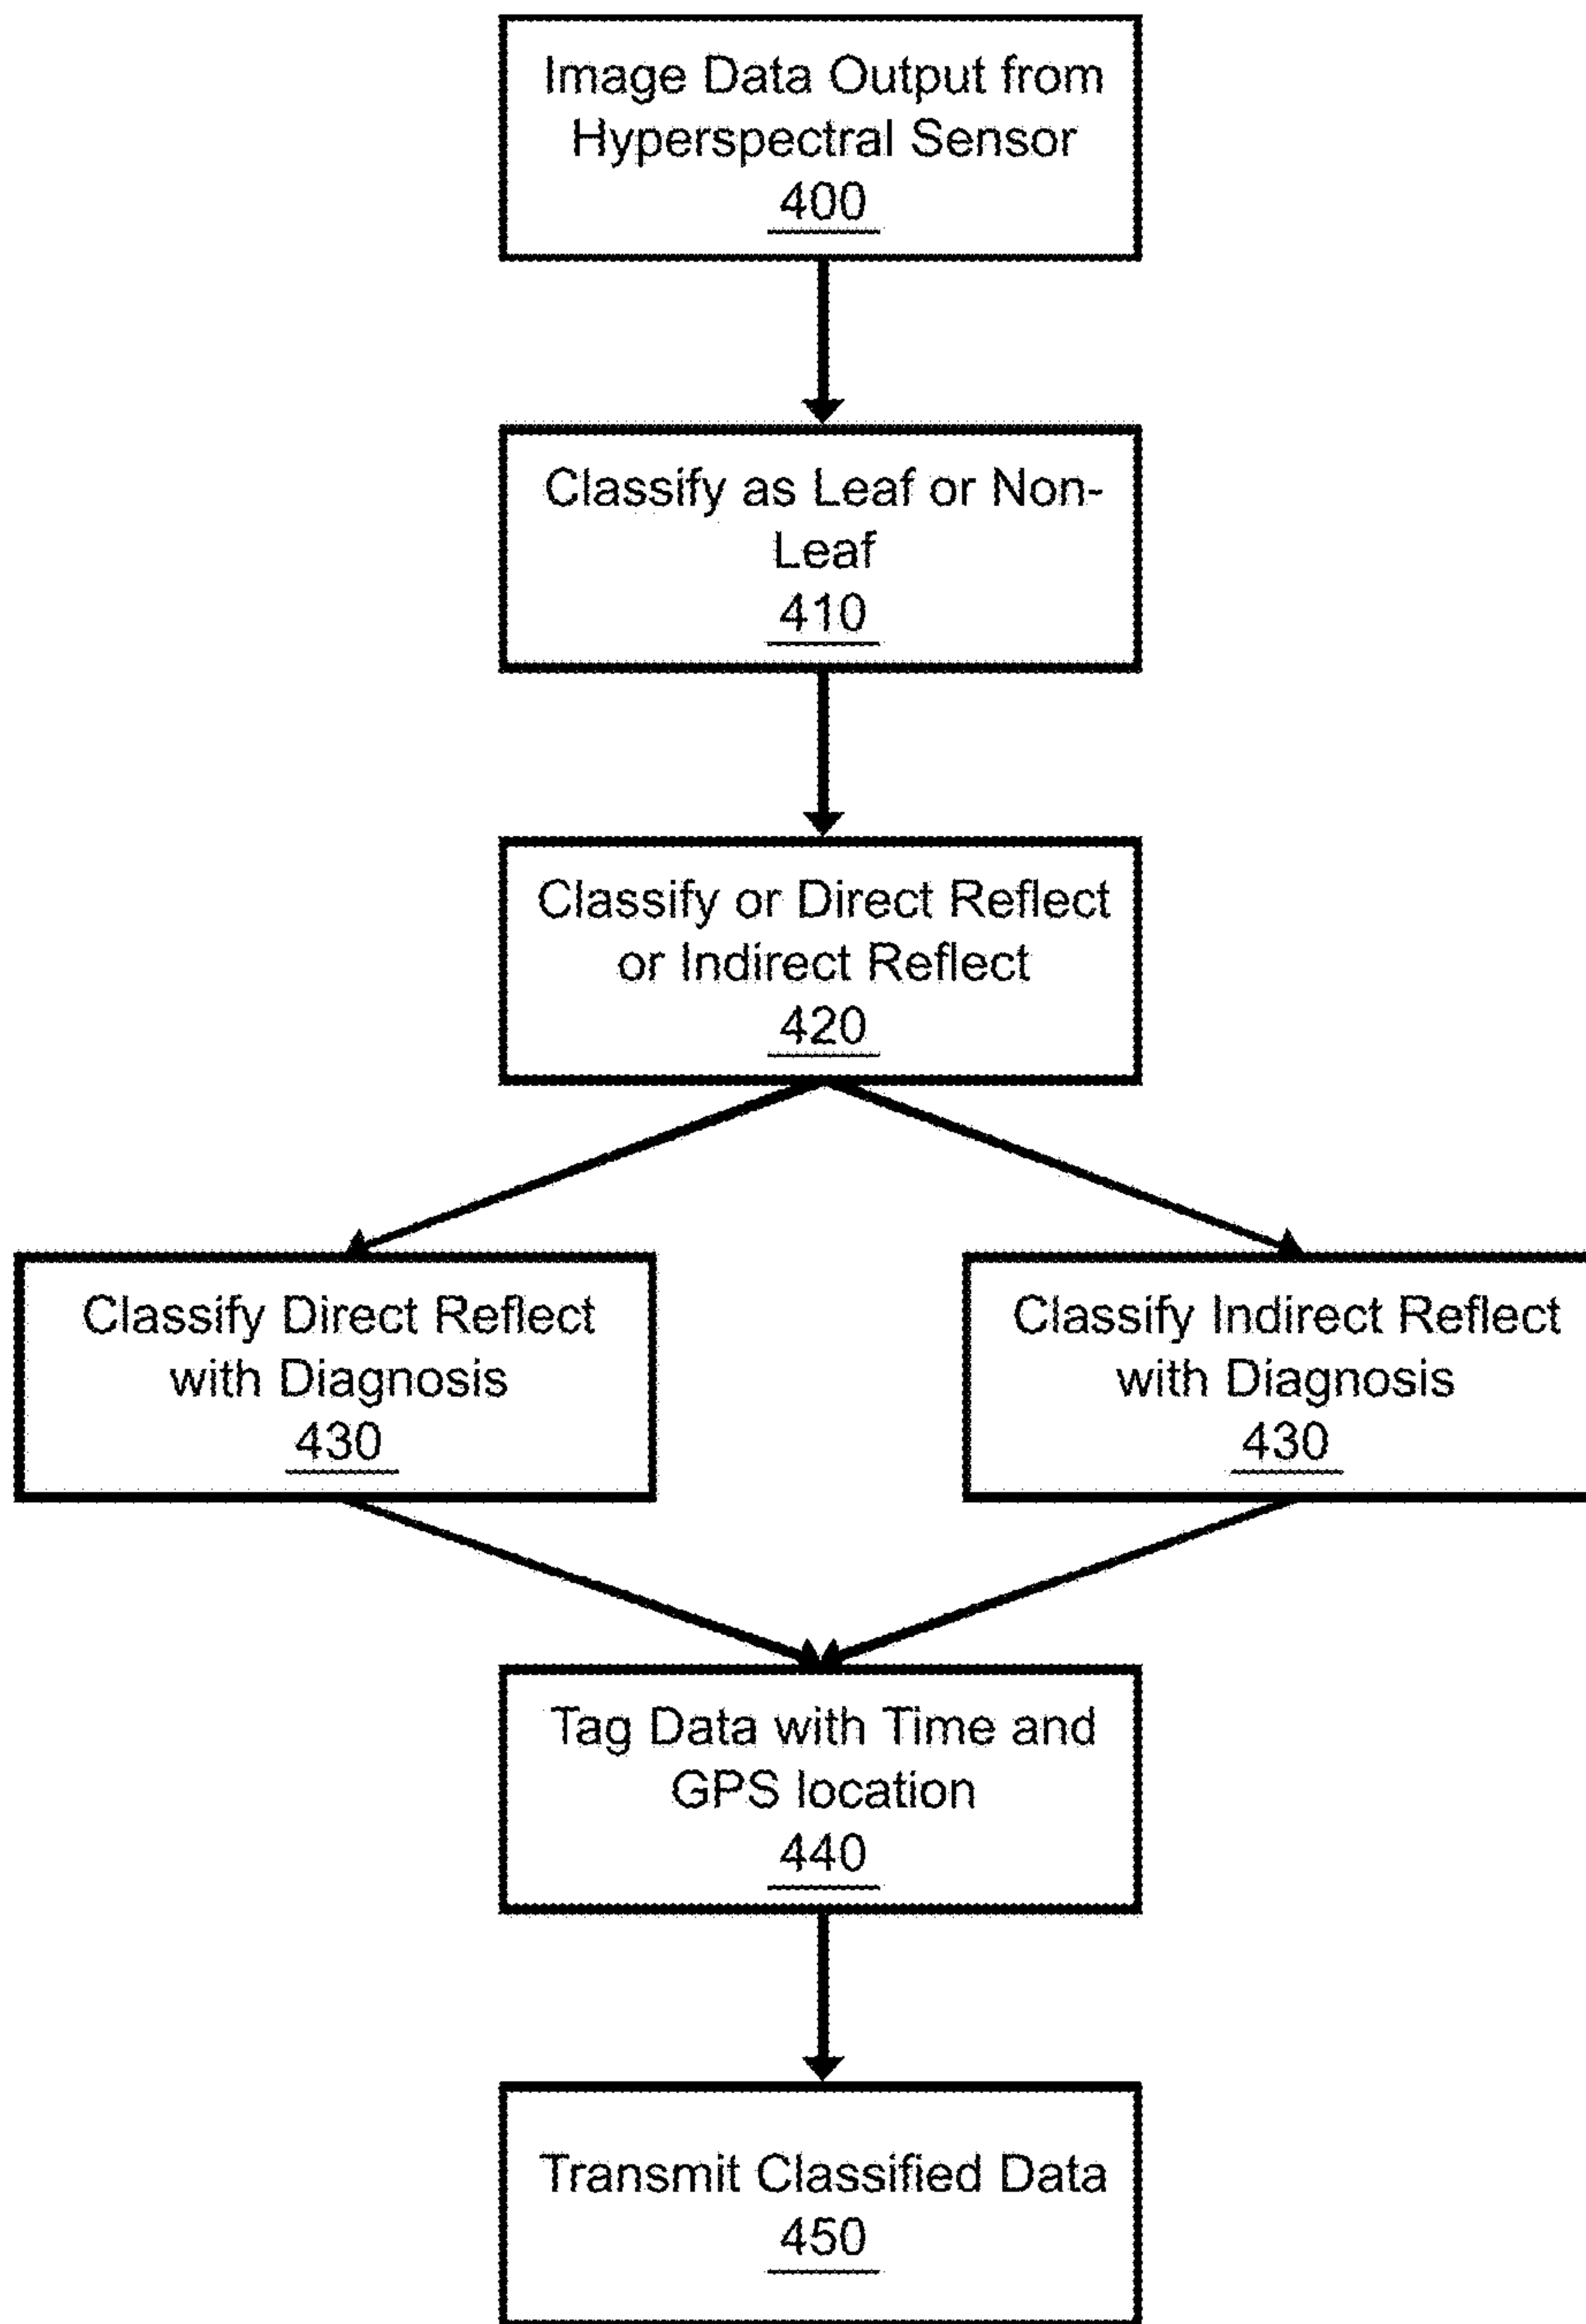 Image Data Output from
Hyperspectral Sensor
400
Classify as Leaf or Non-
Leaf
410
Classify or Direct Reflect
or Indirect Reflect
420
Classify Direct Reflect
with Diagnosis
430
Classify Indirect Reflect
with Diagnosis
430
Tag Data with Time and
GPS location
440
Transmit Classified Data
450